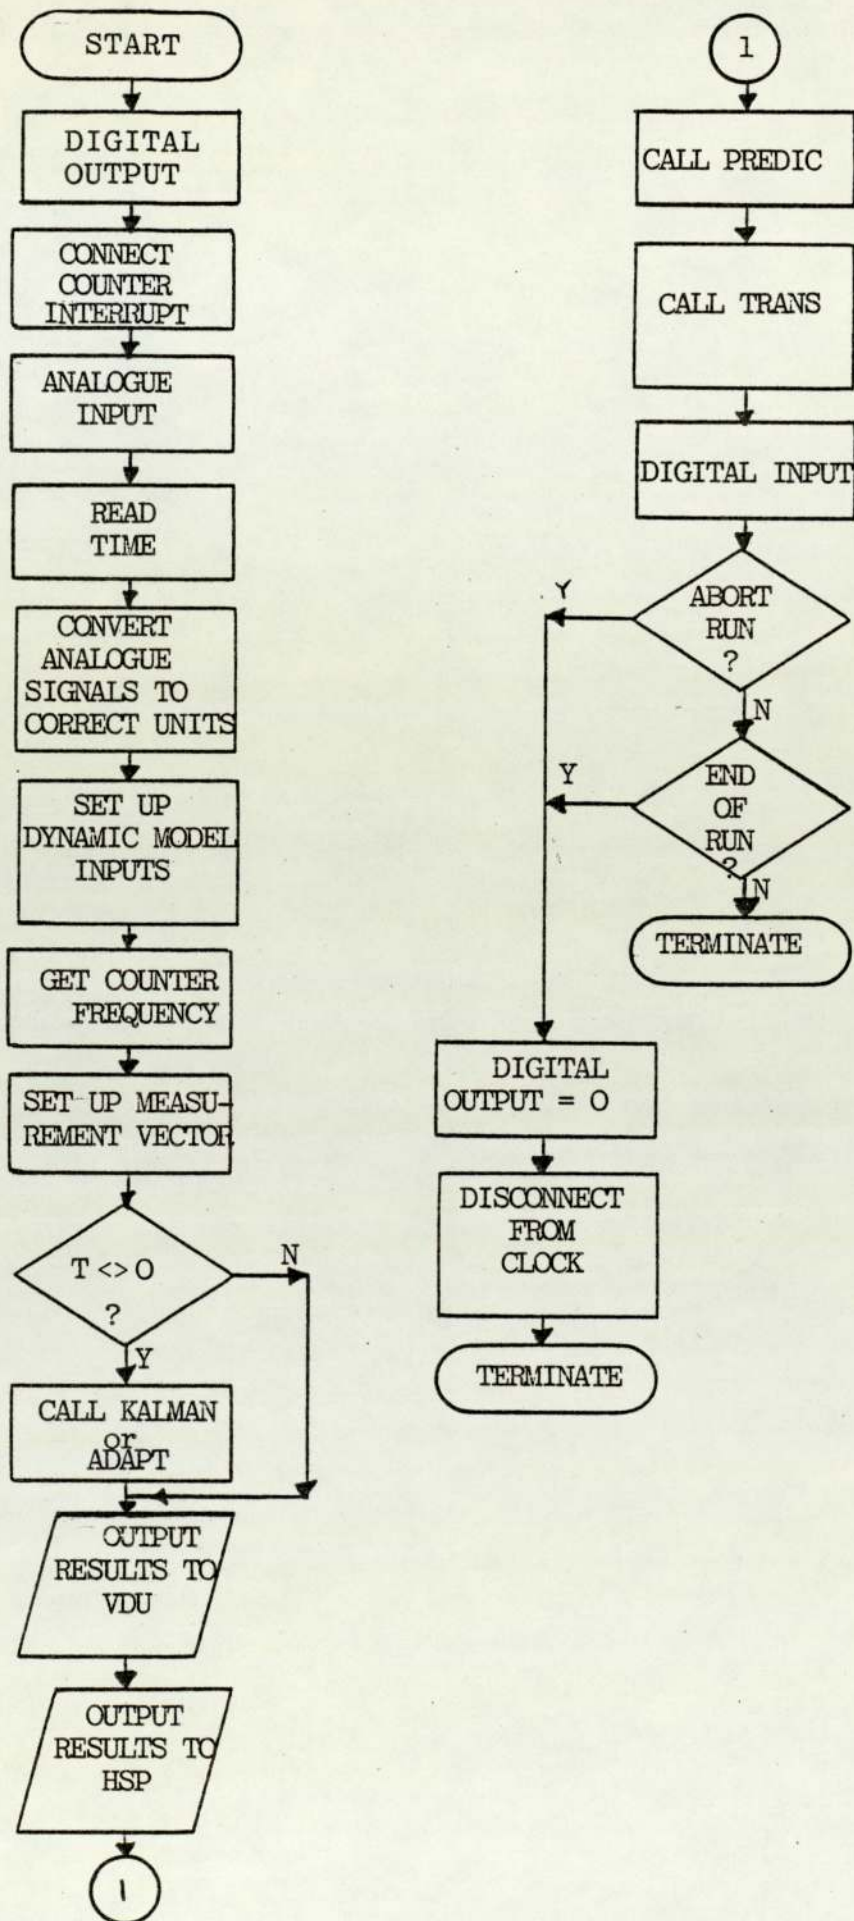 START
DIGITAL
OUTPUT
CONNECT
COUNTER
INTERRUPT
ANALOGUE
INPUT
READ
TIME
CONVERT
ANALOGUE
SIGNALS TO
CORRECT UNITS
SET UP
DYNAMIC MODEL
INPUTS
GET COUNTER
FREQUENCY
SET UP MEASU-
REMENT VECTOR
T <> O
?
N
Y
CALL KALMAN
or
ADAPT
OUTPUT
RESULTS TO
VDU
OUTPUT
RESULTS TO
HSP
1
1
CALL PREDIC
CALL TRANS
DIGITAL INPUT
ABORT
RUN
?
Y
N
END
OF
RUN
?
Y
N
TERMINATE
DIGITAL
OUTPUT = O
DISCONNECT
FROM
CLOCK
TERMINATE